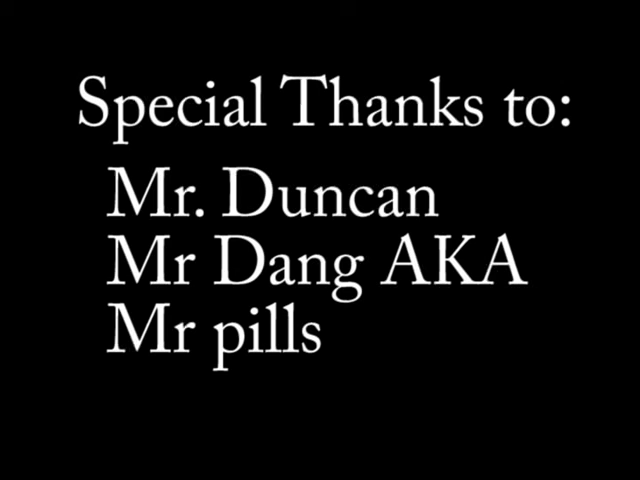 Special Thanks to:
Mr. Duncan
Mr Dang AKA
Mr pills